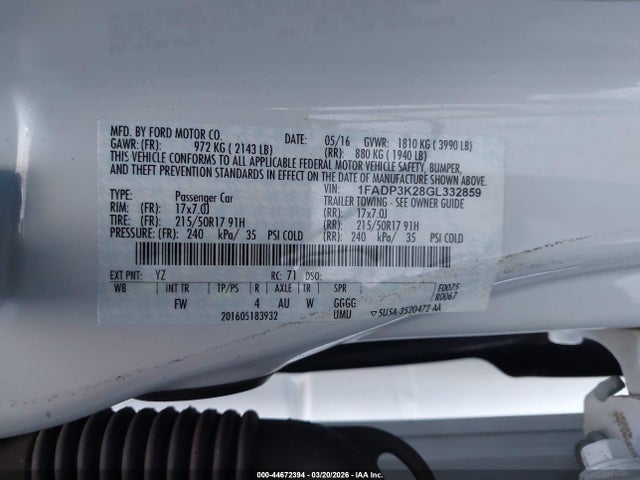 MFD. BY FORD MOTOR CO.
DATE: 05/16 GVWR: 1810 KG ( 3990 LB)
GAWR: (FR): 972 KG ( 2143 LB) (RR): 880 KG ( 1940 LB)
THIS VEHICLE CONFORMS TO ALL APPLICABLE FEDERAL MOTOR VEHICLE SAFETY, BUMPER,
AND THEFT PREVENTION STANDARDS IN EFFECT ON THE DATE OF MANUFACTURE SHOWN ABOVE.
VIN: 1FADP3K28GL332859
TYPE: Passenger Car TRAILER TOWING - SEE OWNER GUIDE
RIM: (FR): 17x7.0J (RR): 17x7.0J
TIRE: (FR): 215/50R17 91H (RR): 215/50R17 91H
PRESSURE: (FR): 240 kPa/ 35 PSI COLD (RR): 240 kPa/ 35 PSI COLD
EXT PNT: YZ RC: 71 DSO: F0075
WB INT TR TP/PS R AXLE TR SPR R0067
FW 4 AU W GGGG
201605183932 UMU ▽ 5U5A-3520472 AA
000-44672394 | 03/20/2026 | IAAI.CA